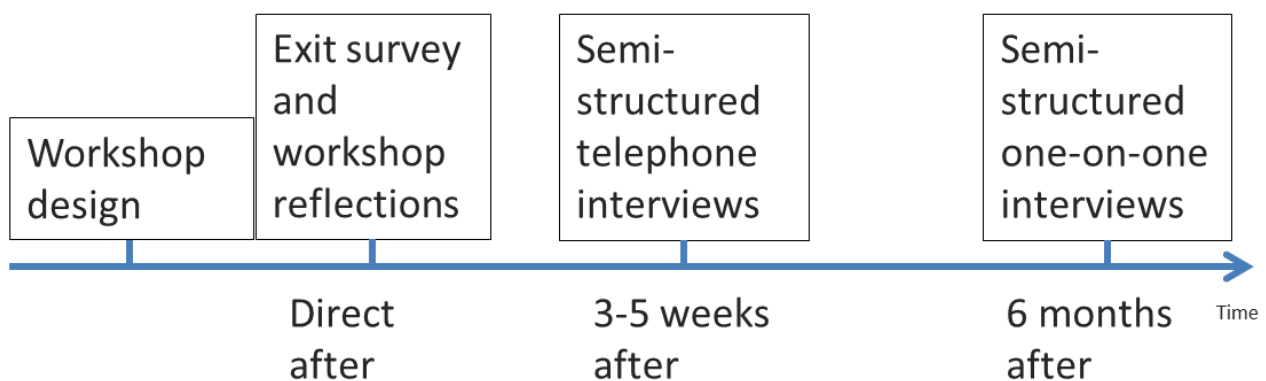 Workshop
design
Exit survey
and
workshop
reflections
Semi-
structured
telephone
interviews
Semi-
structured
one-on-one
interviews
Direct
after
3-5 weeks
after
6 months
after
Time